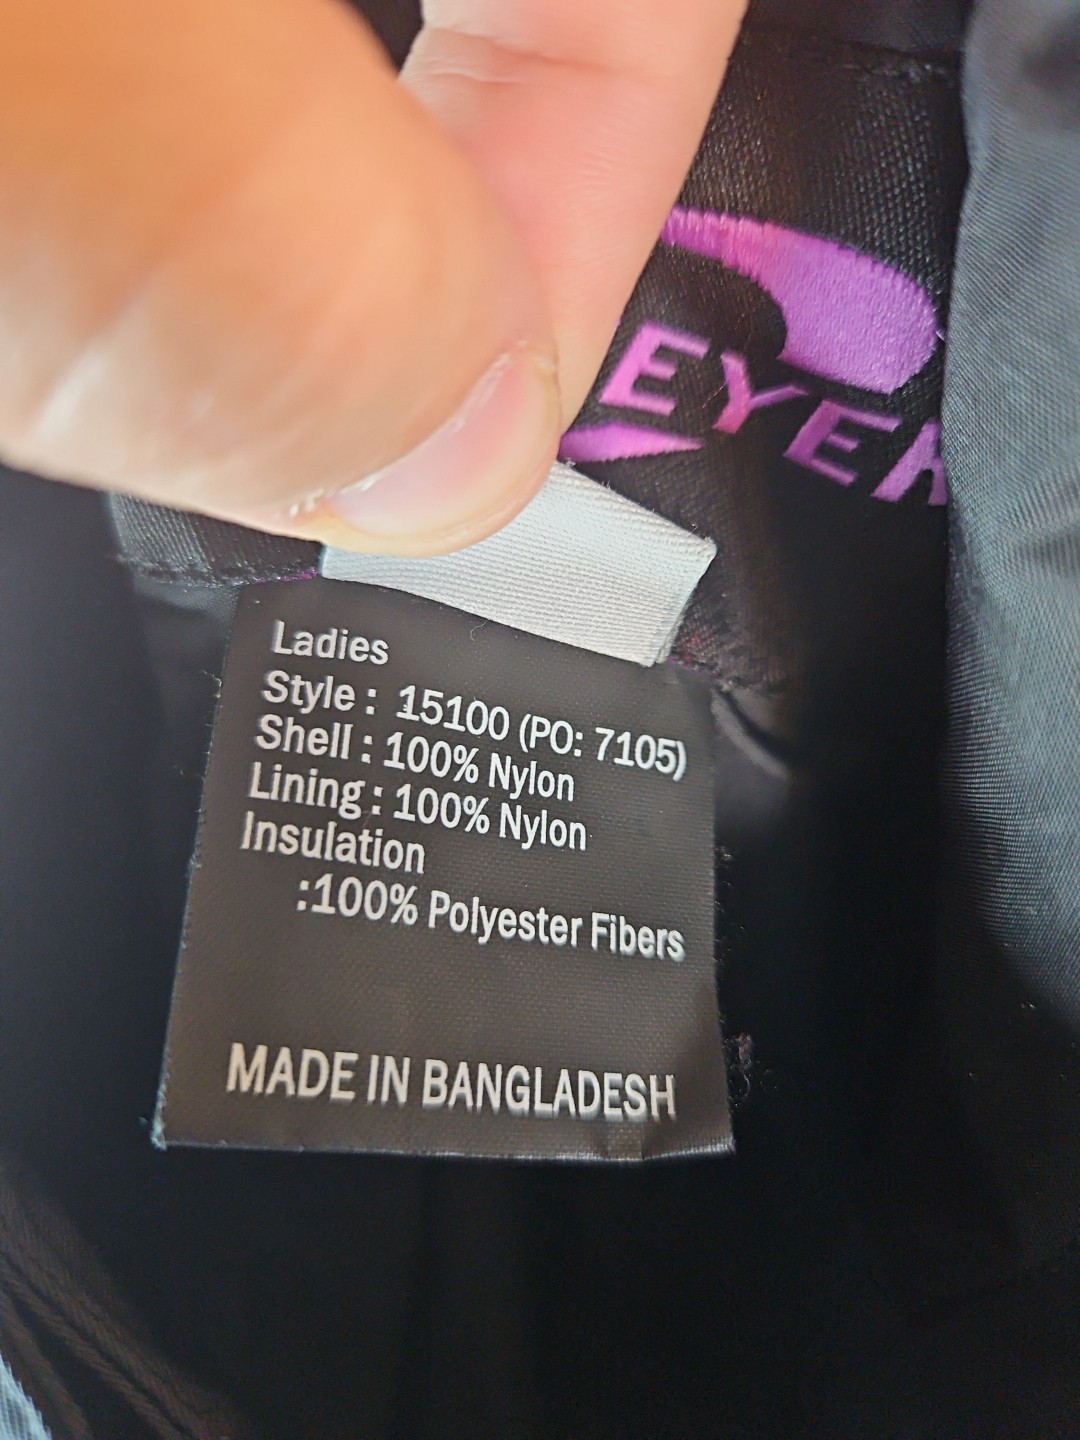 EYE
Ladies
Style : 15100 (PO: 7105)
Shell : 100% Nylon
Lining : 100% Nylon
Insulation
:100% Polyester Fibers
MADE IN BANGLADESH